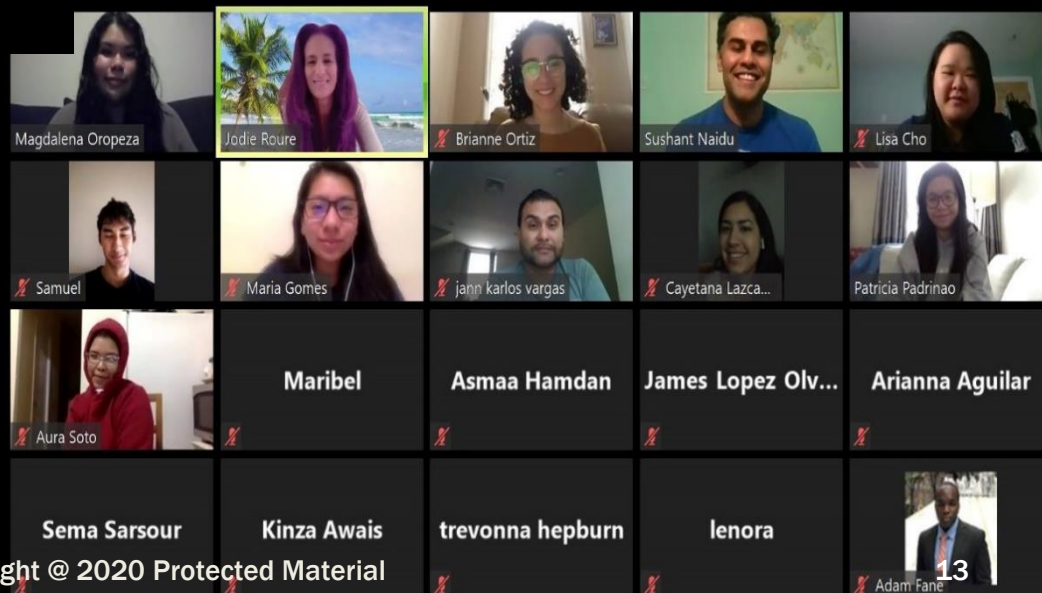 Magdalena Oropeza
Jodie Roure
Brianne Ortiz
Sushant Naidu
Lisa Cho
Samuel
Maria Gomes
jann karlos vargas
Cayetana Lazca...
Patricia Padrinao
Aura Soto
Maribel
Asmaa Hamdan
James Lopez Olv...
Arianna Aguilar
Sema Sarsour
Kinza Awais
trevonna hepburn
lenora
Adam Fane
ght @ 2020 Protected Material
13